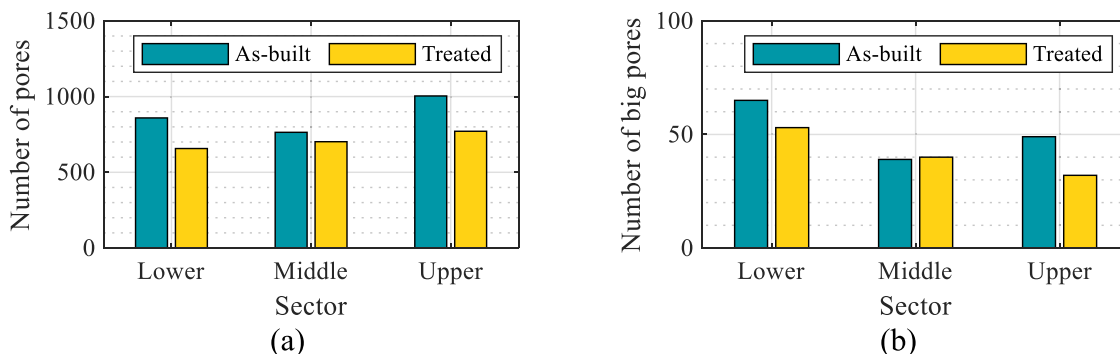 1500
1000
500
0
Number of pores
As-built
Treated
Lower
Middle
Upper
Sector
(a)
100
50
0
Number of big pores
As-built
Treated
Lower
Middle
Upper
Sector
(b)